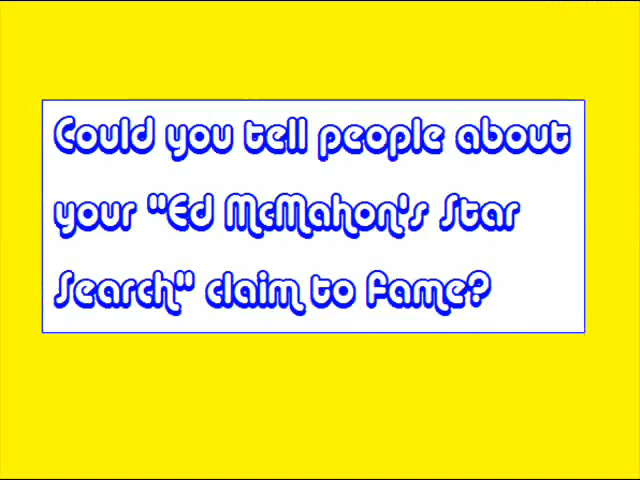 Could you tell people about
your "Ed McMahon's Star
Search" claim to Fame?